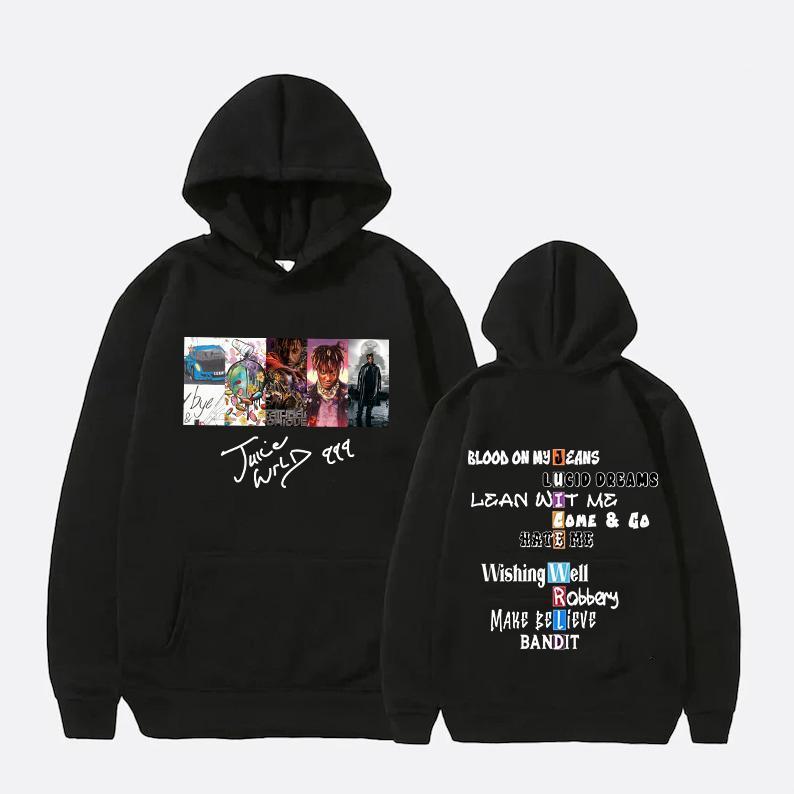 bye!
&
Juice
WRLD 999
BLOOD ON MY JEANS
LUCID DREAMS
LEAN WIT ME
COME & GO
HATE ME
Wishing Well
Robbery
MAKE BELIEVE
BANDIT